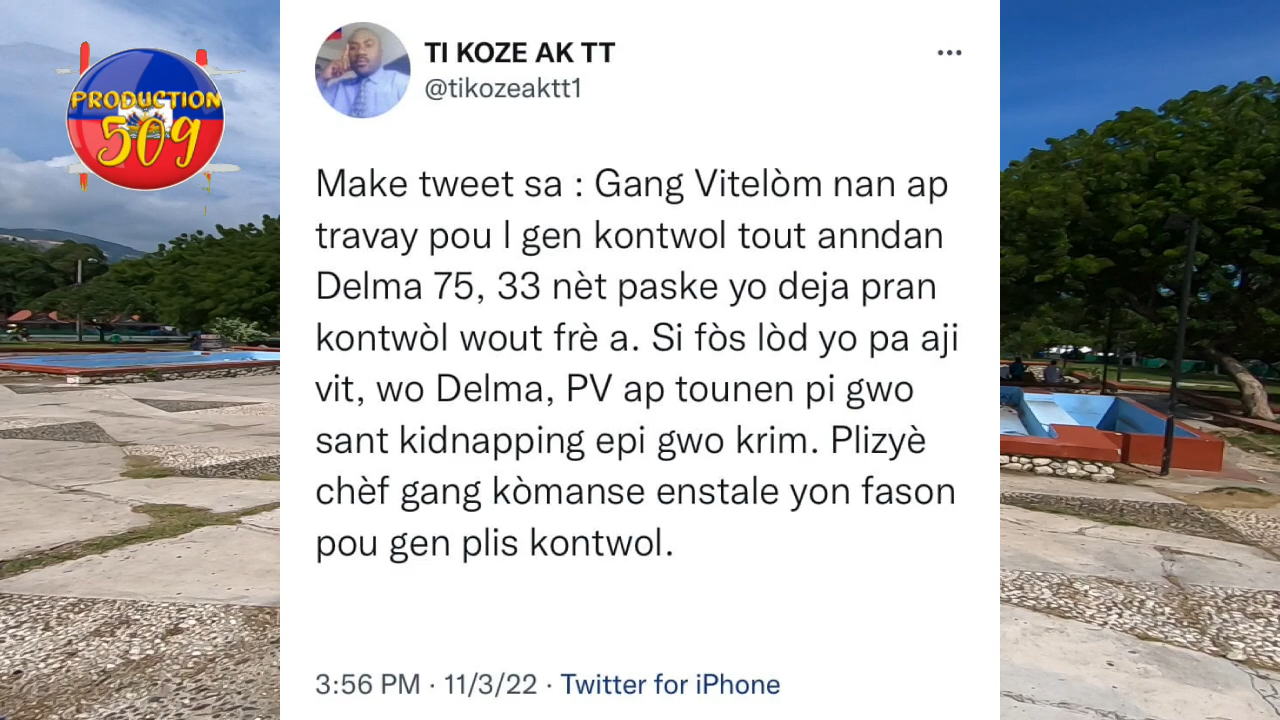 PRODUCTION
509
TI KOZE AK TT
@tikozeaktt1
Make tweet sa : Gang Vitelòm nan ap
travay pou l gen kontwol tout anndan
Delma 75, 33 nèt paske yo deja pran
kontwòl wout frè a. Si fòs lòd yo pa aji
vit, wo Delma, PV ap tounen pi gwo
sant kidnapping epi gwo krim. Plizyè
chèf gang kòmanse enstale yon fason
pou gen plis kontwol.
3:56 PM · 11/3/22 · Twitter for iPhone